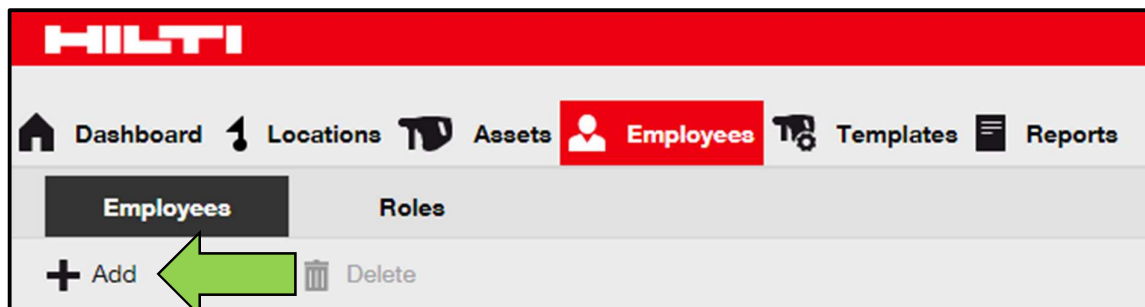 HILTI
Dashboard Locations Assets Employees Templates Reports
Employees Roles
Add Delete